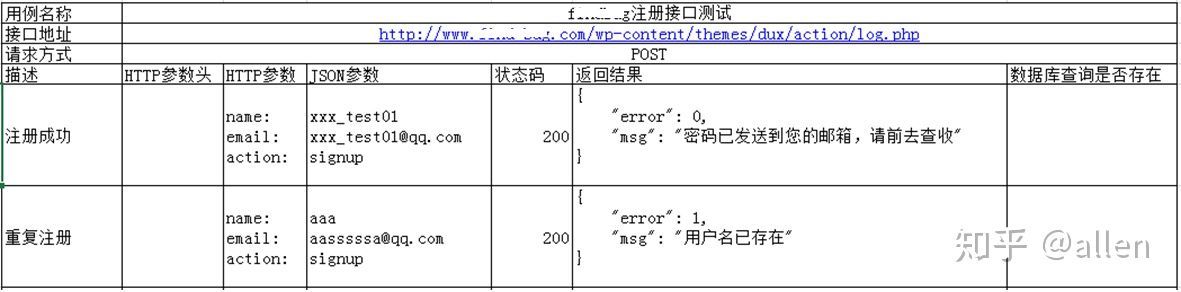 用例名称
注册接口测试
接口地址
http://www. .com/wp-content/themes/dux/action/log.php
请求方式
POST
描述 HTTP参数头 HTTP参数 JSON参数 状态码 返回结果 数据库查询是否存在
注册成功
name: xxx_test01
email: xxx_test01@qq.com
action: signup
200
{
"error": 0,
"msg": "密码已发送到您的邮箱，请前去查收"
}
重复注册
name: aaa
email: aasssssa@qq.com
action: signup
200
{
"error": 1,
"msg": "用户名已存在"
}
知乎 @allen